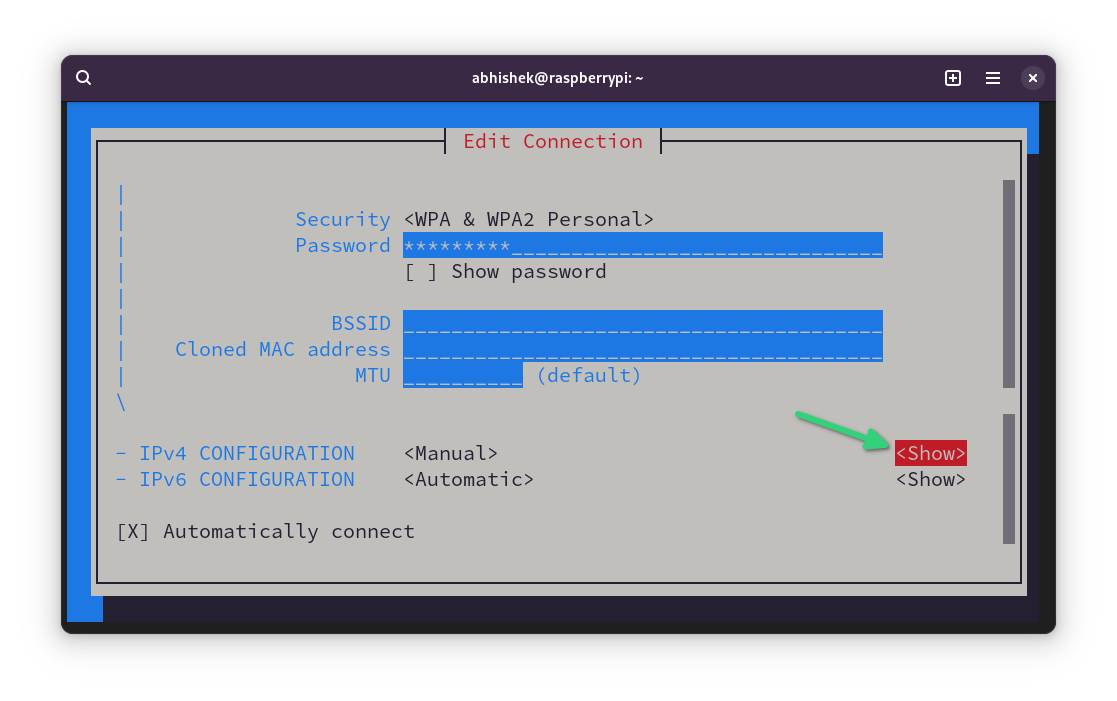 abhishek@raspberrypi: ~
Edit Connection
Security <WPA & WPA2 Personal>
Password *********______________________________
[ ] Show password
BSSID ________________________________________
Cloned MAC address ________________________________________
MTU __________ (default)
\
- IPv4 CONFIGURATION <Manual> <Show>
- IPv6 CONFIGURATION <Automatic> <Show>
[X] Automatically connect